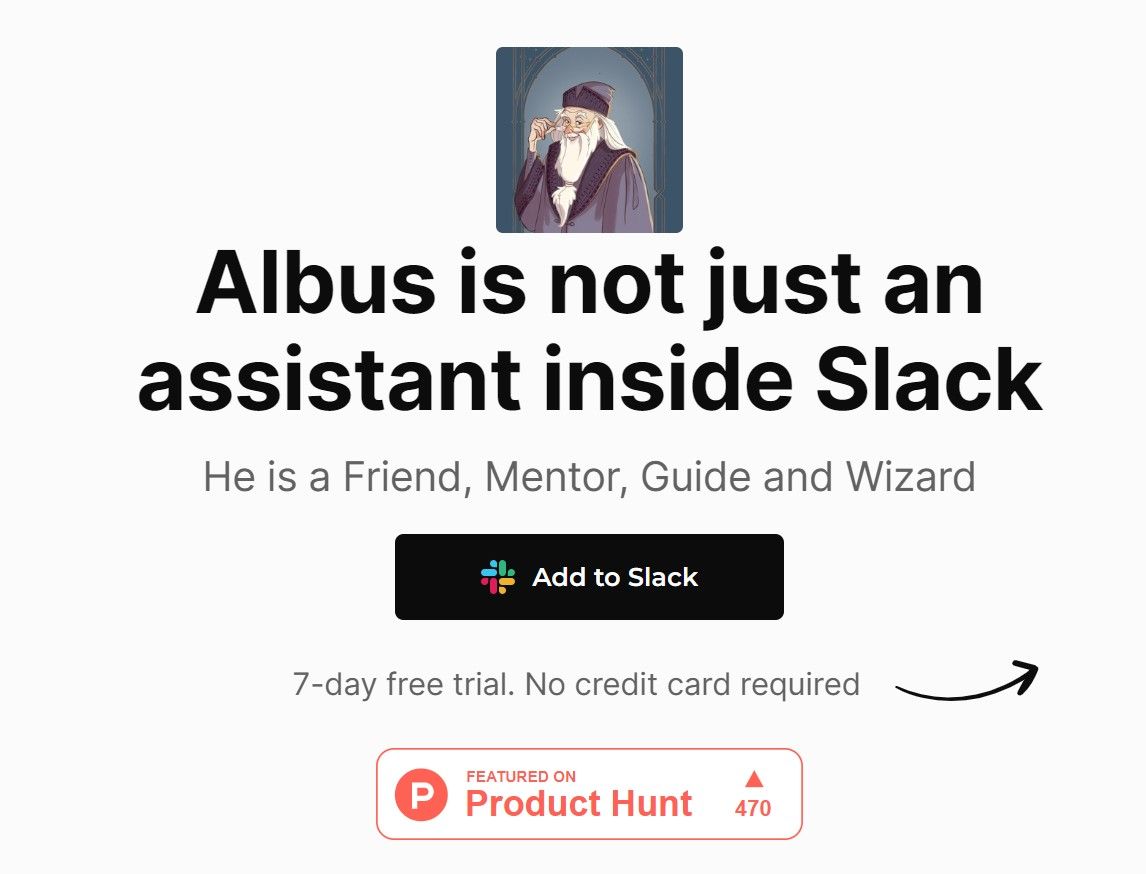 Albus is not just an
assistant inside Slack
He is a Friend, Mentor, Guide and Wizard
Add to Slack
7-day free trial. No credit card required
P
FEATURED ON
Product Hunt
470